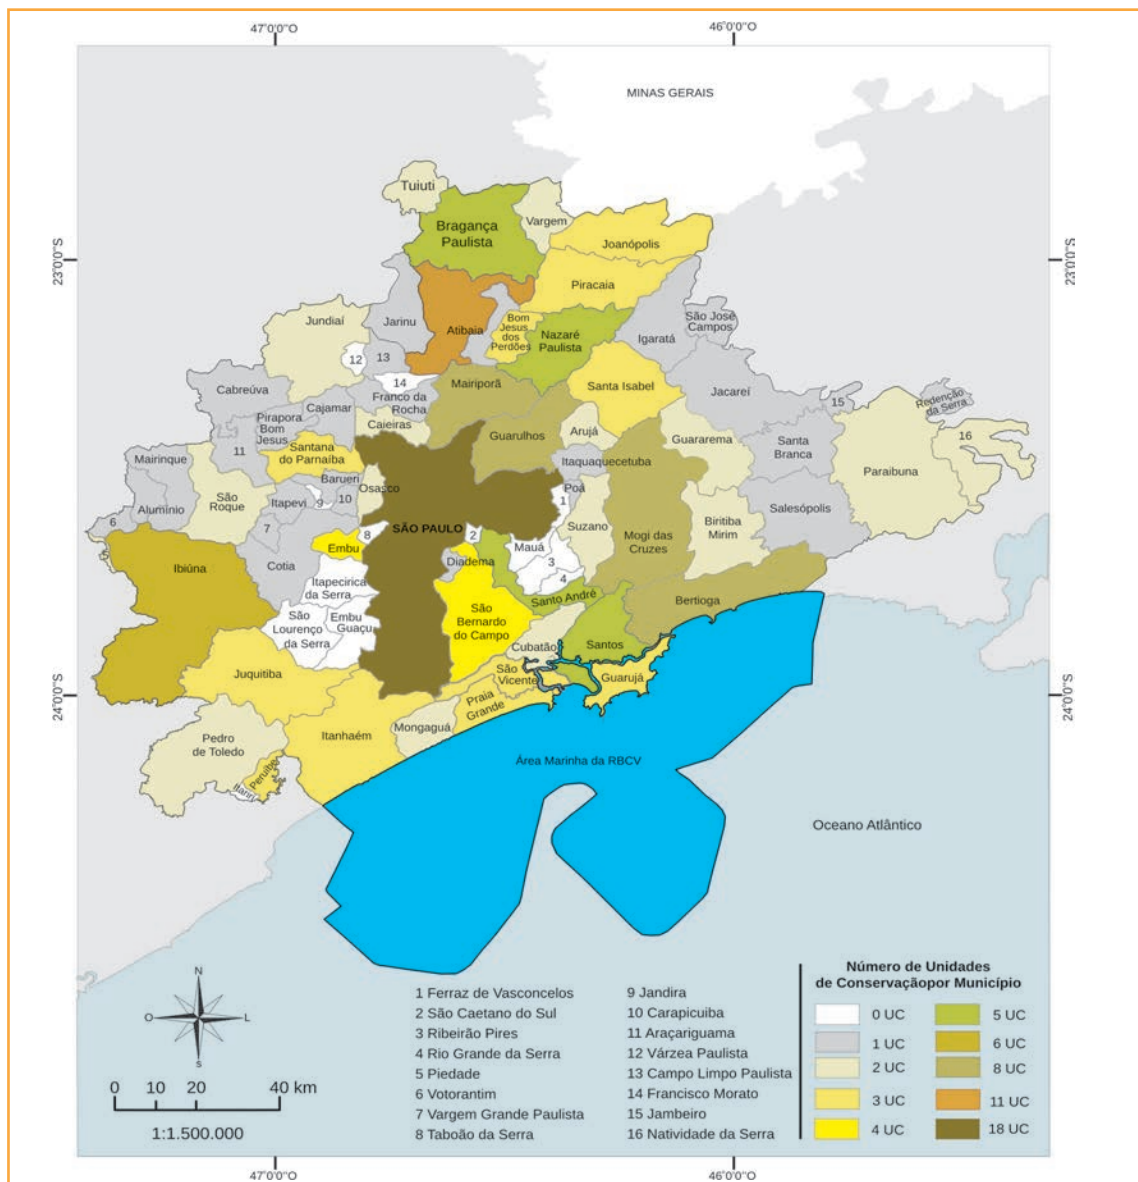 47°0'0"O
46°0'0"O
MINAS GERAIS
Tuiuti
Bragança
Paulista
Vargem
Joanópolis
23°0'0"S
23°0'0"S
Piracaia
Jundiaí
Jarinu
Atibaia
Bom
Jesus
dos
Perdões
Nazaré
Paulista
Igaratá
São José
Campos
12
13
14
Cabreúva
Franco da
Rocha
Mairiporã
Santa Isabel
Jacareí
15
Redenção
da Serra
Pirapora
Bom
Jesus
Cajamar
Caieiras
Guarulhos
Arujá
Guararema
Santa
Branca
16
11
Mairinque
Santana
do Parnaíba
Itaquaquecetuba
Paraibuna
Barueri
Osasco
Poá
Itapevi
9
10
1
São
Roque
Alumínio
6
7
8
SÃO PAULO
2
Suzano
Mogi das
Cruzes
Biritiba
Mirim
Salesópolis
5
Ibiúna
Embu
Cotia
Mauá
3
4
Diadema
Itapecirica
da Serra
Santo André
São
Bernardo
do Campo
Bertioga
São
Lourenço
da Serra
Embu
Guaçu
Cubatão
Santos
Juquitiba
São
Vicente
Guarujá
24°0'0"S
24°0'0"S
Praia
Grande
Mongaguá
Itanhaém
Pedro
de Toledo
Peruíbe
Itariri
Área Marinha da RBCV
Oceano Atlântico
N
O
L
S
0 10 20 40 km
1:1.500.000
1 Ferraz de Vasconcelos
2 São Caetano do Sul
3 Ribeirão Pires
4 Rio Grande da Serra
5 Piedade
6 Votorantim
7 Vargem Grande Paulista
8 Taboão da Serra
9 Jandira
10 Carapicuiba
11 Araçariguama
12 Várzea Paulista
13 Campo Limpo Paulista
14 Francisco Morato
15 Jambeiro
16 Natividade da Serra
Número de Unidades
de Conservaçãopor Município
0 UC
1 UC
2 UC
3 UC
4 UC
5 UC
6 UC
8 UC
11 UC
18 UC
47°0'0"O
46°0'0"O